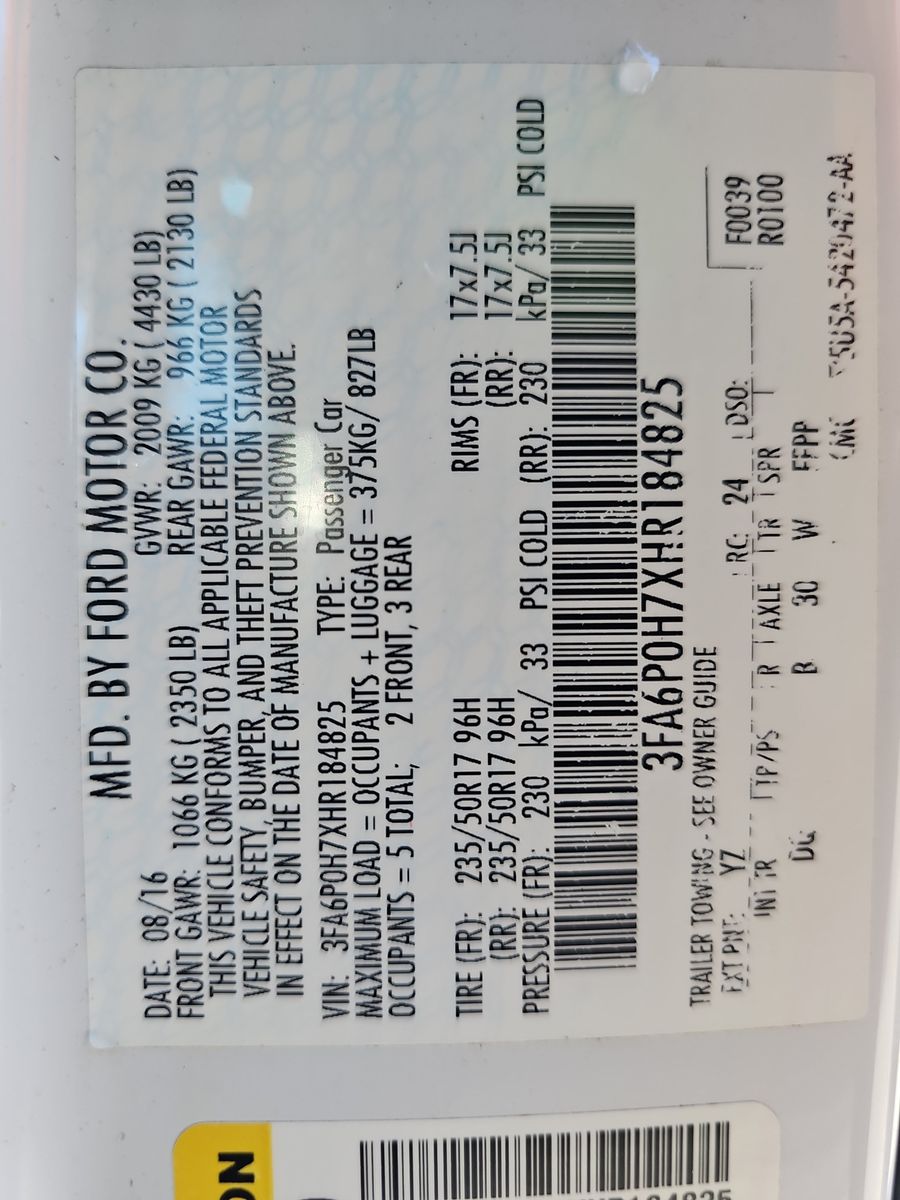 MFD. BY FORD MOTOR CO.
DATE: 08/16 GVWR: 2009 KG ( 4430 LB)
FRONT GAWR: 1066 KG ( 2350 LB) REAR GAWR: 966 KG ( 2130 LB)
THIS VEHICLE CONFORMS TO ALL APPLICABLE FEDERAL MOTOR
VEHICLE SAFETY, BUMPER, AND THEFT PREVENTION STANDARDS
IN EFFECT ON THE DATE OF MANUFACTURE SHOWN ABOVE.
VIN: 3FA6P0H7XHR184825 TYPE: Passenger Car
MAXIMUM LOAD = OCCUPANTS + LUGGAGE = 375KG/ 827LB
OCCUPANTS = 5 TOTAL; 2 FRONT, 3 REAR
TIRE (FR): 235/50R17 96H RIMS (FR): 17x7.5J
(RR): 235/50R17 96H (RR): 17x7.5J
PRESSURE (FR): 230 kPa/ 33 PSI COLD (RR): 230 kPa/ 33 PSI COLD
3FA6P0H7XHR184825
TRAILER TOWING - SEE OWNER GUIDE
EXT PNT: YZ RC: 24 DSO: F0039
INT TR TP/PS R AXLE TR SPR R0100
DG B 30 W FFPP
ON